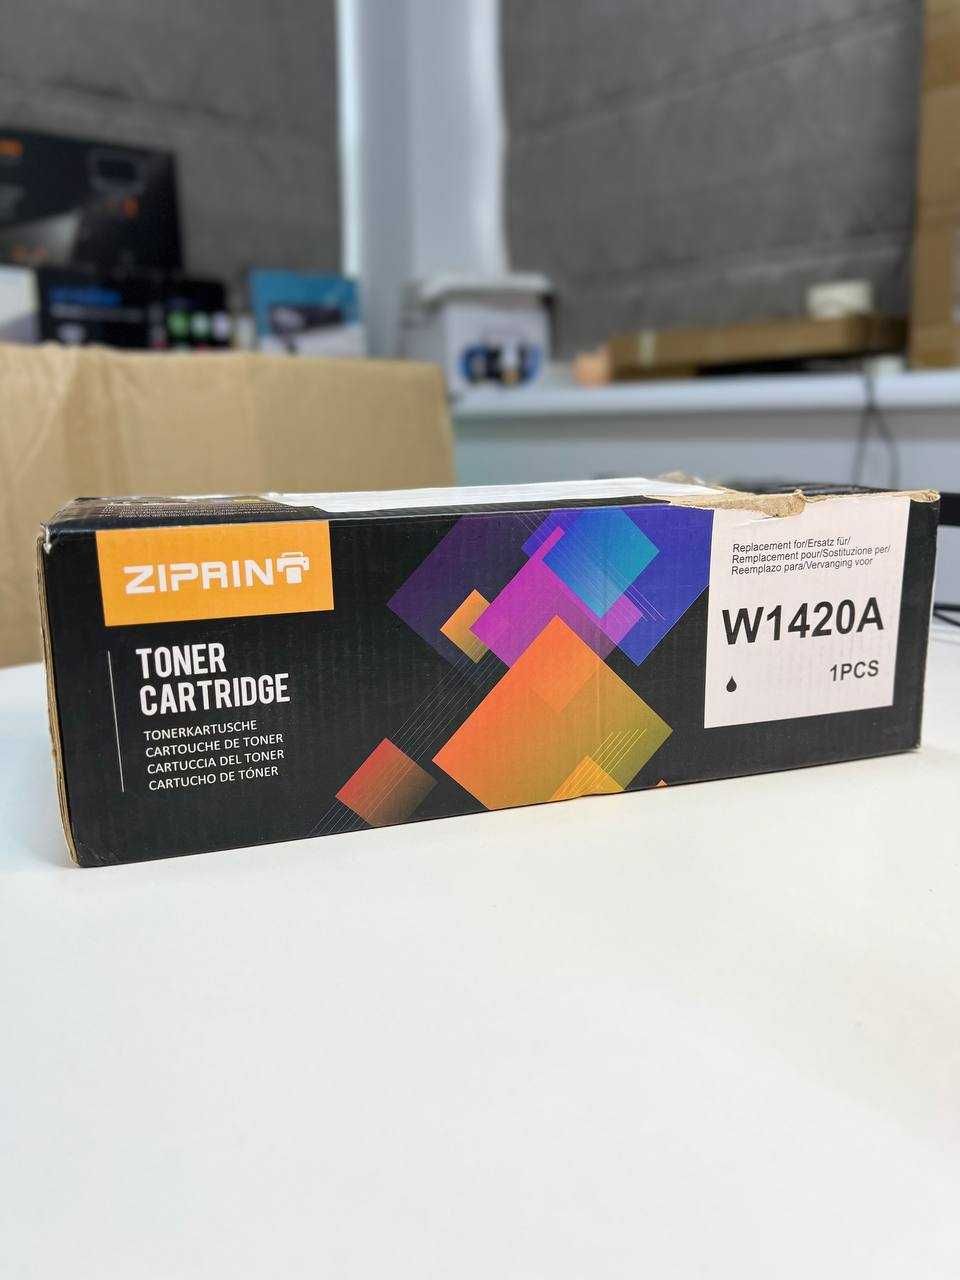 ZIPRINT
TONER
CARTRIDGE
TONERKARTUSCHE
CARTOUCHE DE TONER
CARTUCCIA DEL TONER
CARTUCHO DE TÓNER
Replacement for/Ersatz für/
Remplacement pour/Sostituzione per/
Reemplazo para/Vervanging voor
W1420A
1PCS